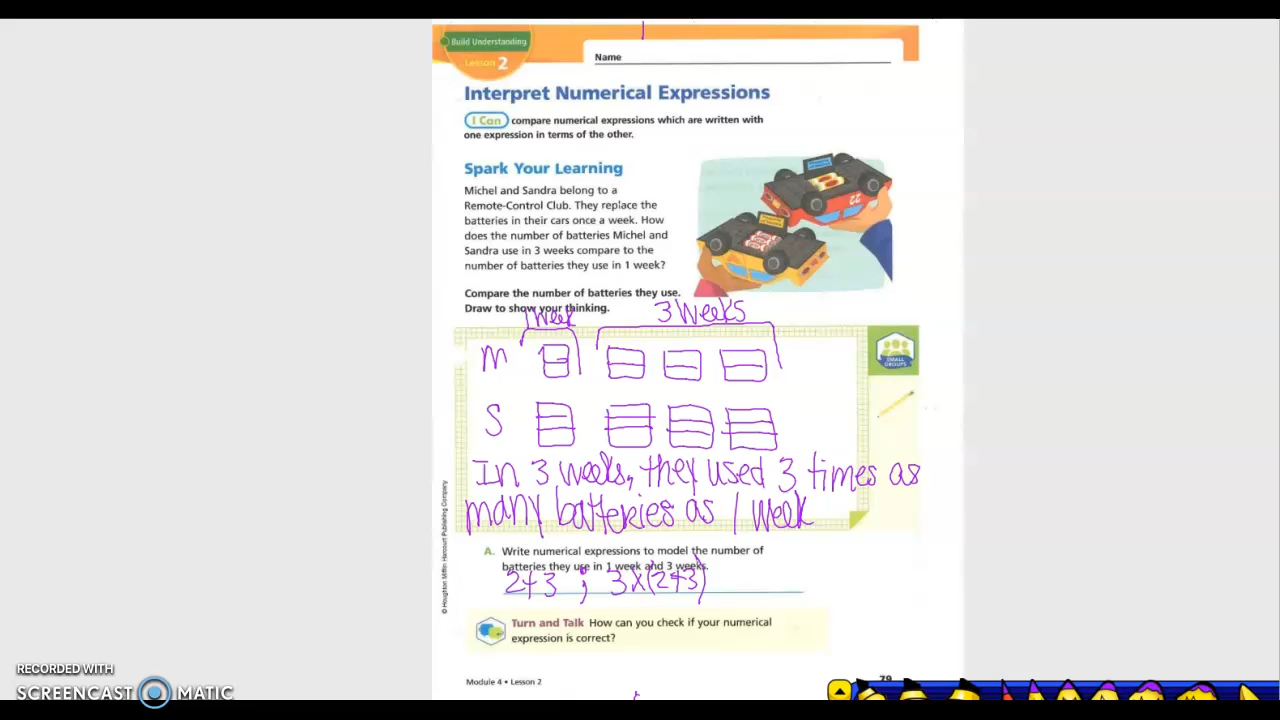 Build Understanding
Lesson 2
Name
Interpret Numerical Expressions
I Can compare numerical expressions which are written with
one expression in terms of the other.
Spark Your Learning
Michel and Sandra belong to a
Remote-Control Club. They replace the
batteries in their cars once a week. How
does the number of batteries Michel and
Sandra use in 3 weeks compare to the
number of batteries they use in 1 week?
Compare the number of batteries they use.
Draw to show your thinking.
1 Week 3 Weeks
M
SMALL
GROUPS
S
In 3 weeks, they used 3 times as
many batteries as 1 week
A. Write numerical expressions to model the number of
batteries they use in 1 week and 3 weeks.
2+3 ; 3x(2+3)
Turn and Talk How can you check if your numerical
expression is correct?
© Houghton Mifflin Harcourt Publishing Company
Module 4 • Lesson 2
79
RECORDED WITH
SCREENCAST MATIC